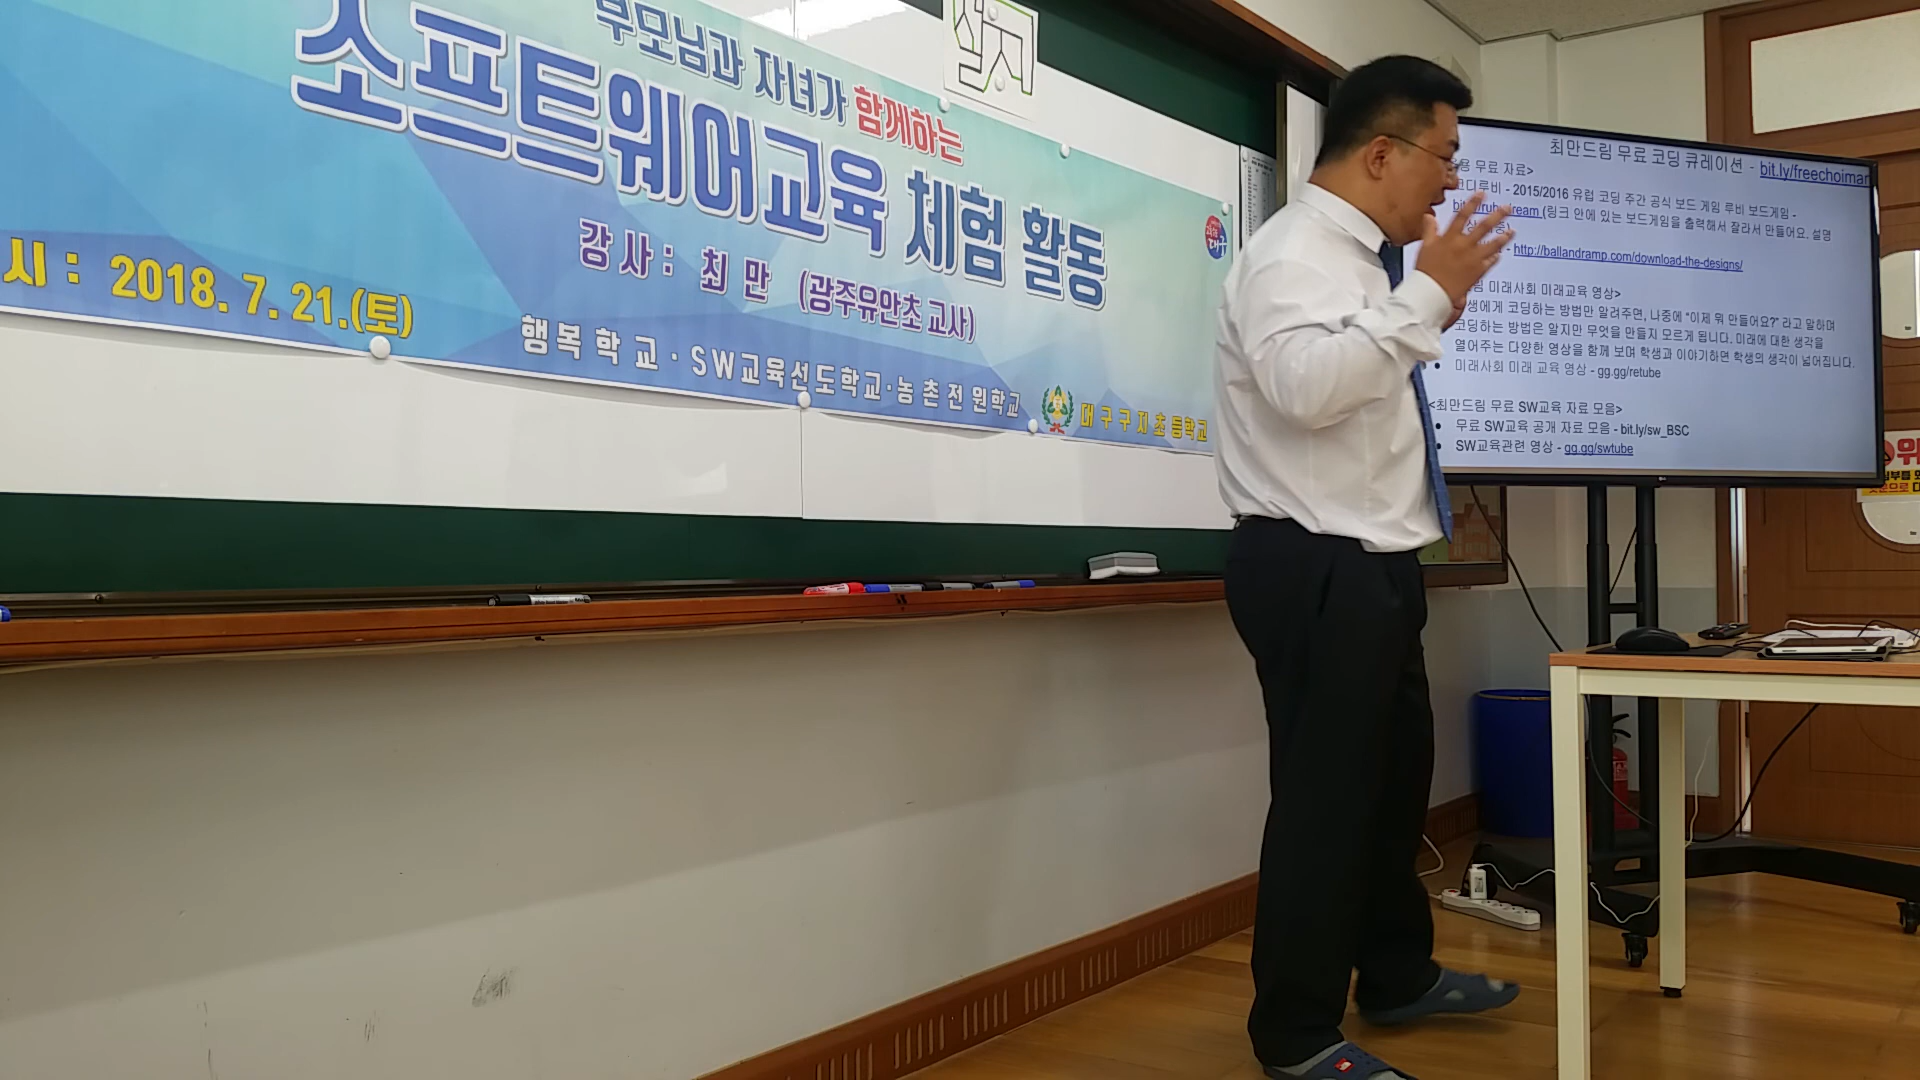 부모님과 자녀가 함께하는
소프트웨어교육 체험 활동
강사 : 최 만 (광주유안초 교사)
시 : 2018. 7. 21.(토)
행복학교 · SW교육선도학교 · 농촌전원학교
대구구지초등학교
대구
최만드림 무료 코딩 큐레이션 - bit.ly/freechoiman
용 무료 자료>
코디루비 - 2015/2016 유럽 코딩 주간 공식 보드 게임 루비 보드게임 -
(링크 안에 있는 보드게임을 출력해서 잘라서 만들어요. 설명
- http://ballandramp.com/download-the-designs/
림 미래사회 미래교육 영상>
생에게 코딩하는 방법만 알려주면, 나중에 “이제 뭐 만들어요?” 라고 말하며
코딩하는 방법은 알지만 무엇을 만들지 모르게 됩니다. 미래에 대한 생각을
열어주는 다양한 영상을 함께 보며 학생과 이야기하면 학생의 생각이 넓어집니다.
• 미래사회 미래 교육 영상 - gg.gg/retube
<최만드림 무료 SW교육 자료 모음>
• 무료 SW교육 공개 자료 모음 - bit.ly/sw_BSC
• SW교육관련 영상 - gg.gg/swtube